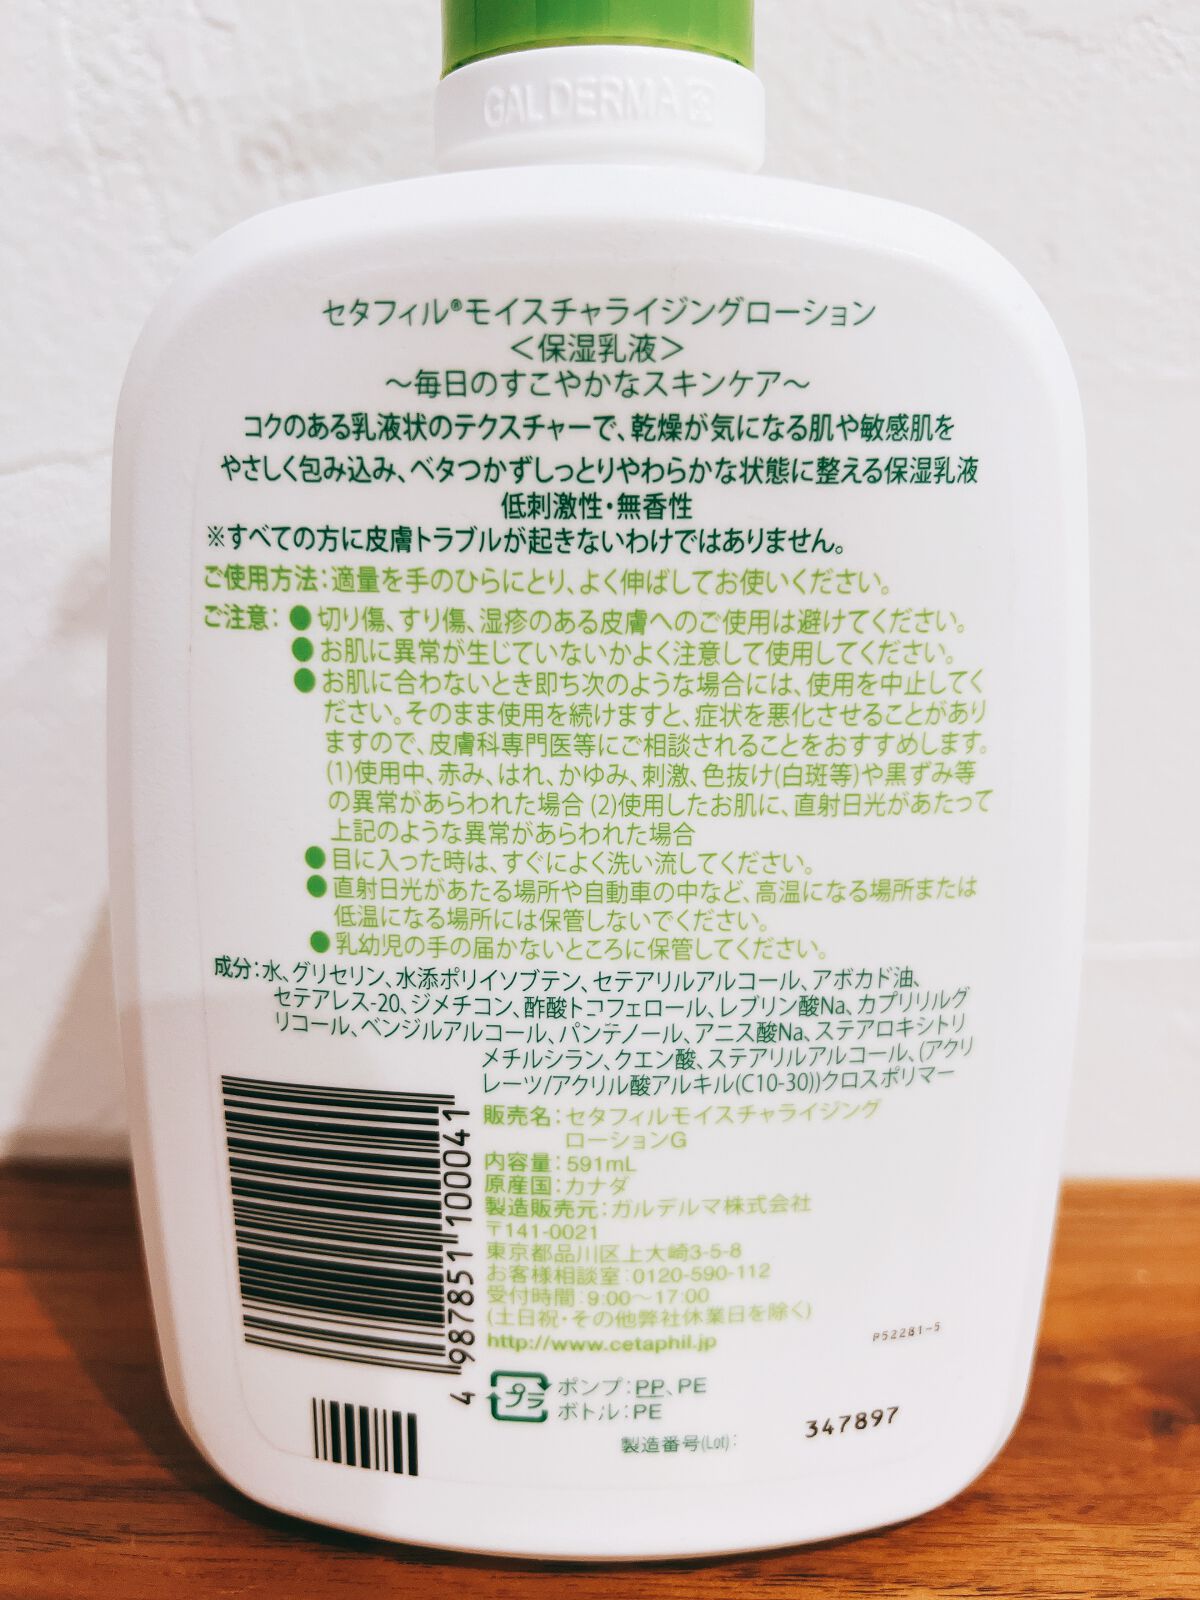 GALDERMA
セタフィル®モイスチャライジングローション
＜保湿乳液＞
～毎日のすこやかなスキンケア～
コクのある乳液状のテクスチャーで、乾燥が気になる肌や敏感肌を
やさしく包み込み、ベタつかずしっとりやわらかな状態に整える保湿乳液
低刺激性・無香性
※すべての方に皮膚トラブルが起きないわけではありません。
ご使用方法：適量を手のひらにとり、よく伸ばしてお使いください。
ご注意：●切り傷、すり傷、湿疹のある皮膚へのご使用は避けてください。
●お肌に異常が生じていないかよく注意して使用してください。
●お肌に合わないとき即ち次のような場合には、使用を中止してく
ださい。そのまま使用を続けますと、症状を悪化させることがあり
ますので、皮膚科専門医等にご相談されることをおすすめします。
(1)使用中、赤み、はれ、かゆみ、刺激、色抜け(白斑等)や黒ずみ等
の異常があらわれた場合 (2)使用したお肌に、直射日光があたって
上記のような異常があらわれた場合
●目に入った時は、すぐによく洗い流してください。
●直射日光があたる場所や自動車の中など、高温になる場所または
低温になる場所には保管しないでください。
●乳幼児の手の届かないところに保管してください。
成分：水、グリセリン、水添ポリイソブテン、セテアリルアルコール、アボカド油、
セテアレス-20、ジメチコン、酢酸トコフェロール、レブリン酸Na、カプリリルグ
リコール、ベンジルアルコール、パンテノール、アニス酸Na、ステアロキシトリ
メチルシラン、クエン酸、ステアリルアルコール、(アクリ
レーツ/アクリル酸アルキル(C10-30))クロスポリマー
販売名：セタフィルモイスチャライジング
ローションG
内容量：591mL
原産国：カナダ
製造販売元：ガルデルマ株式会社
〒141-0021
東京都品川区上大崎3-5-8
お客様相談室：0120-590-112
受付時間：9:00～17:00
(土日祝・その他弊社休業日を除く)
http://www.cetaphil.jp
P52281-5
4 987851 100041
プラ
ポンプ：PP、PE
ボトル：PE
製造番号(Lot)：
347897